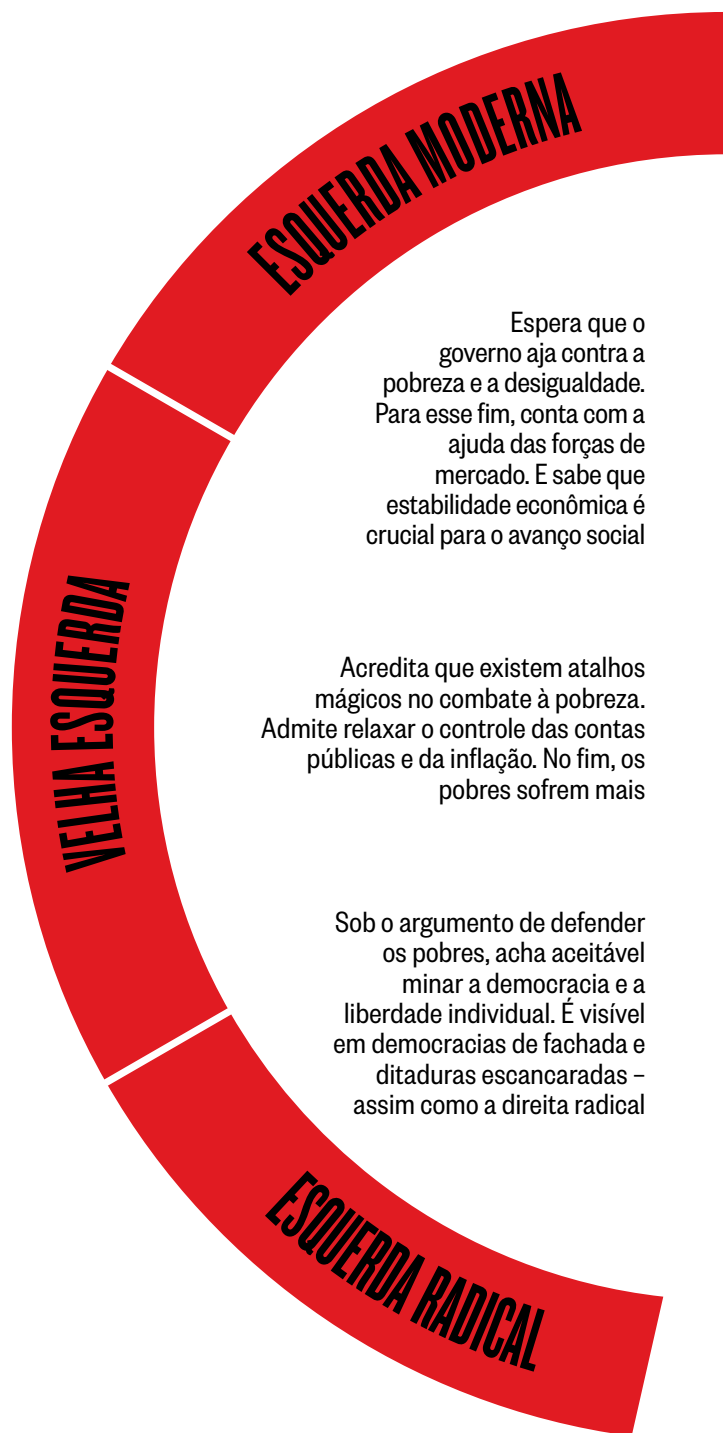 ESQUERDA MODERNA
Espera que o
governo aja contra a
pobreza e a desigualdade.
Para esse fim, conta com a
ajuda das forças de
mercado. E sabe que
estabilidade econômica é
crucial para o avanço social
VELHA ESQUERDA
Acredita que existem atalhos
mágicos no combate à pobreza.
Admite relaxar o controle das contas
públicas e da inflação. No fim, os
pobres sofrem mais
Sob o argumento de defender
os pobres, acha aceitável
minar a democracia e a
liberdade individual. É visível
em democracias de fachada e
ditaduras escancaradas –
assim como a direita radical
ESQUERDA RADICAL